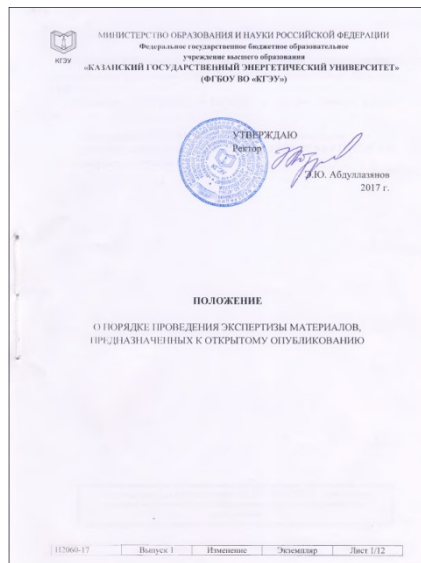 МИНИСТЕРСТВО ОБРАЗОВАНИЯ И НАУКИ РОССИЙСКОЙ ФЕДЕРАЦИИ
Федеральное государственное бюджетное образовательное
учреждение высшего образования
«КАЗАНСКИЙ ГОСУДАРСТВЕННЫЙ ЭНЕРГЕТИЧЕСКИЙ УНИВЕРСИТЕТ»
(ФГБОУ ВО «КГЭУ»)
КГЭУ
УТВЕРЖДАЮ
Ректор
Э.Ю. Абдуллазянов
2017 г.
ПОЛОЖЕНИЕ
О ПОРЯДКЕ ПРОВЕДЕНИЯ ЭКСПЕРТИЗЫ МАТЕРИАЛОВ,
ПРЕДНАЗНАЧЕННЫХ К ОТКРЫТОМУ ОПУБЛИКОВАНИЮ
П2060-17 Выпуск 1 Изменение Экземпляр Лист 1/12